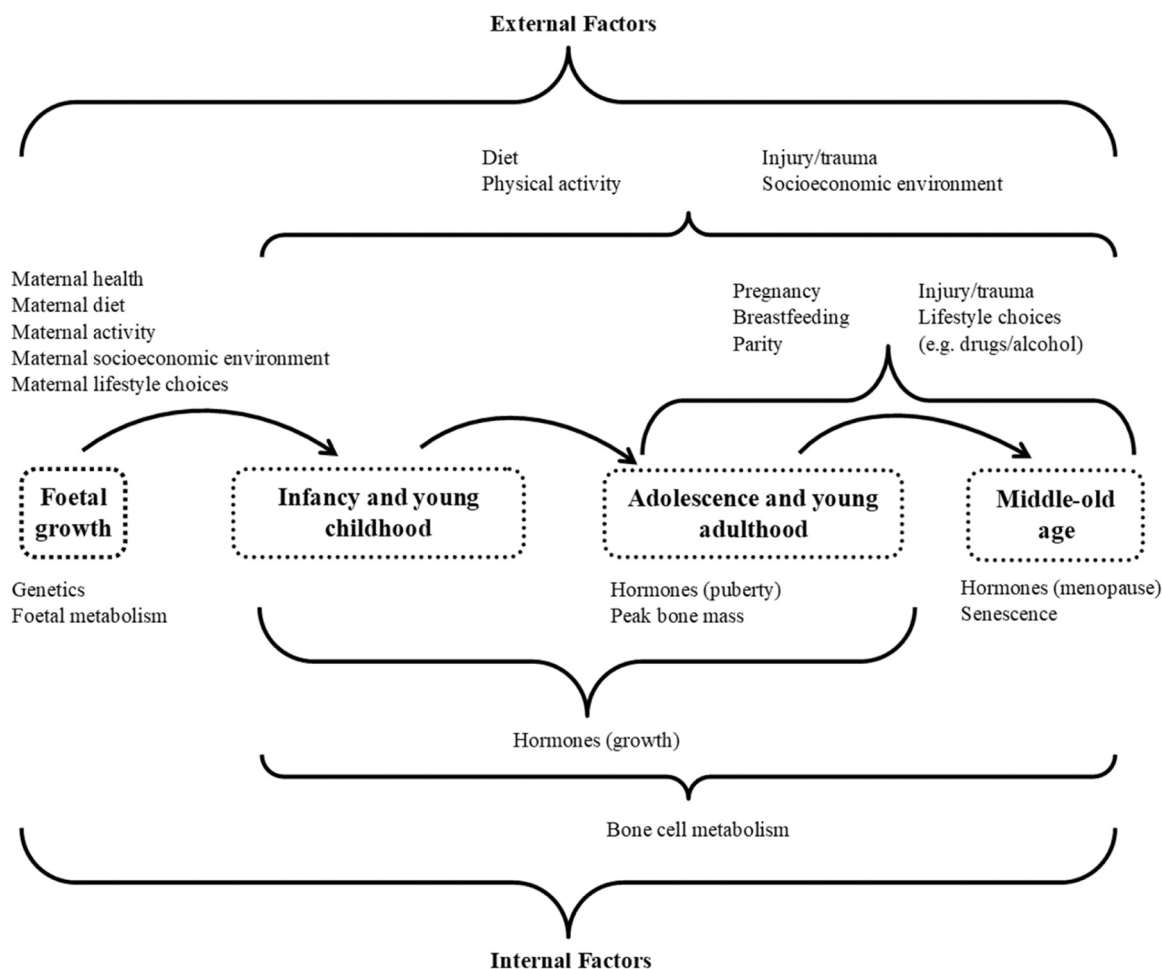 External Factors
Diet
Physical activity
Injury/trauma
Socioeconomic environment
Maternal health
Maternal diet
Maternal activity
Maternal socioeconomic environment
Maternal lifestyle choices
Pregnancy
Breastfeeding
Parity
Injury/trauma
Lifestyle choices
(e.g. drugs/alcohol)
Foetal
growth
Infancy and young
childhood
Adolescence and young
adulthood
Middle-old
age
Genetics
Foetal metabolism
Hormones (puberty)
Peak bone mass
Hormones (menopause)
Senescence
Hormones (growth)
Bone cell metabolism
Internal Factors